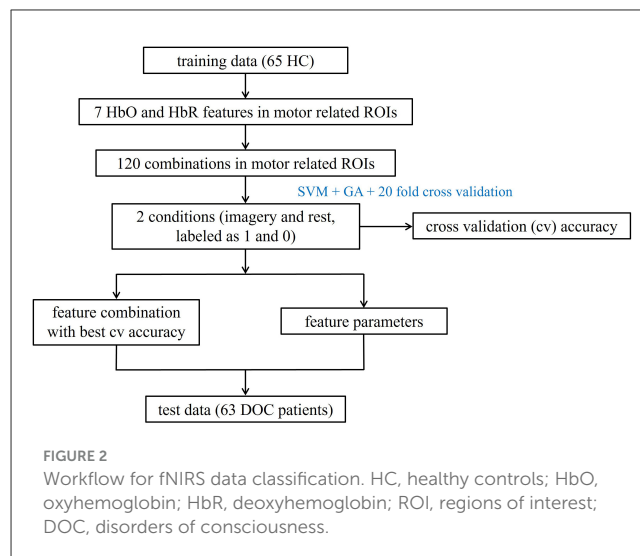 training data (65 HC)
7 HbO and HbR features in motor related ROIs
120 combinations in motor related ROIs
SVM + GA + 20 fold cross validation
2 conditions (imagery and rest,
labeled as 1 and 0)
cross validation (cv) accuracy
feature combination
with best cv accuracy
feature parameters
test data (63 DOC patients)
FIGURE 2
Workflow for fNIRS data classification. HC, healthy controls; HbO,
oxyhemoglobin; HbR, deoxyhemoglobin; ROI, regions of interest;
DOC, disorders of consciousness.